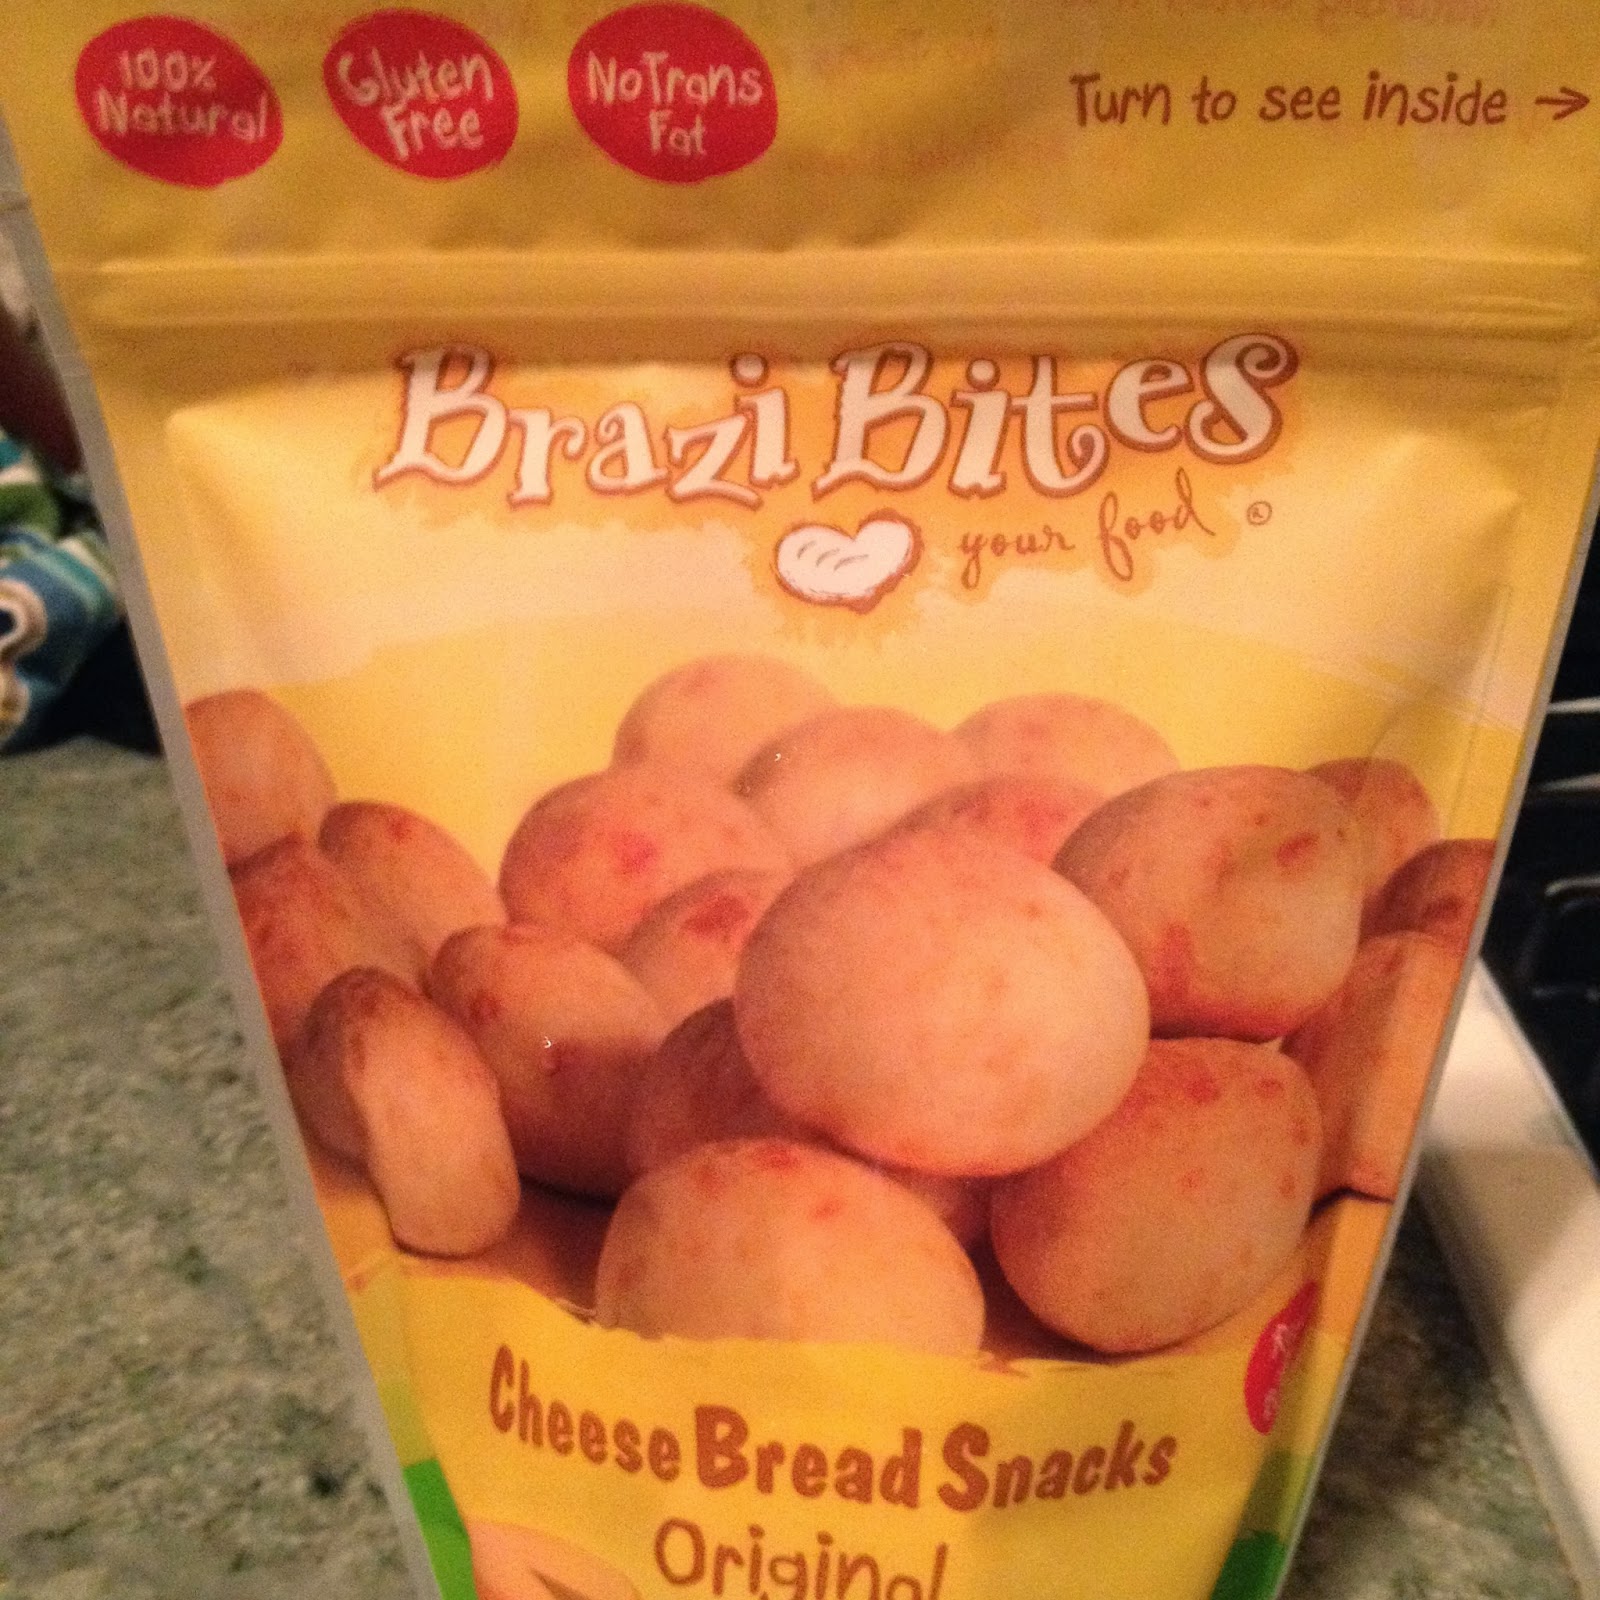 100%
Natural
Gluten
Free
No Trans
Fat
Turn to see inside →
Brazi Bites
your food ®
Cheese Bread Snacks
Original